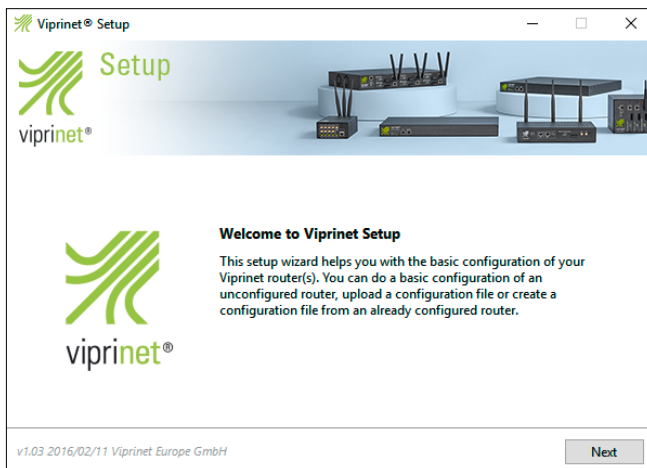 Viprinet® Setup
Setup
viprinet®
Welcome to Viprinet Setup
This setup wizard helps you with the basic configuration of your
Viprinet router(s). You can do a basic configuration of an
unconfigured router, upload a configuration file or create a
configuration file from an already configured router.
viprinet®
v1.03 2016/02/11 Viprinet Europe GmbH
Next